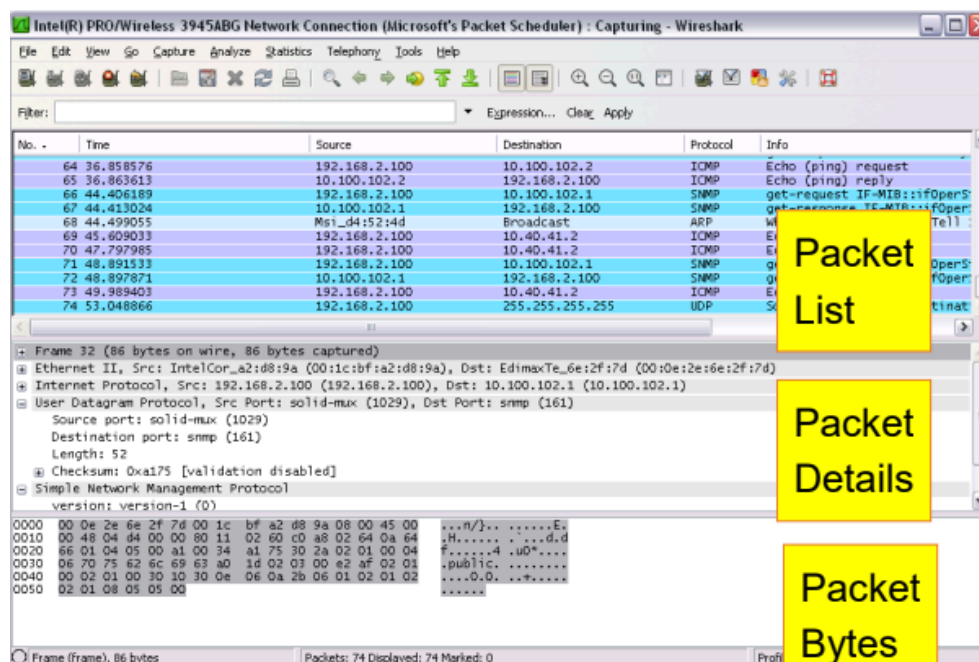 Intel(R) PRO/Wireless 3945ABG Network Connection (Microsoft's Packet Scheduler) : Capturing - Wireshark
File Edit View Go Capture Analyze Statistics Telephony Tools Help
Filter: Expression... Clear Apply
No. - Time Source Destination Protocol Info
64 36.858576 192.168.2.100 10.100.102.2 ICMP Echo (ping) request
65 36.863613 10.100.102.2 192.168.2.100 ICMP Echo (ping) reply
66 44.406189 192.168.2.100 10.100.102.1 SNMP get-request IF-MIB::ifOperS
67 44.413024 10.100.102.1 192.168.2.100 SNMP get-response IF-MIB::ifOper
68 44.499055 Msi_d4:52:4d Broadcast ARP Tell
69 45.609033 192.168.2.100 10.40.41.2 ICMP
70 47.797985 192.168.2.100 10.40.41.2 ICMP
71 48.891533 192.168.2.100 10.100.102.1 SNMP OperS
72 48.897871 10.100.102.1 192.168.2.100 SNMP fOper
73 49.989403 192.168.2.100 10.40.41.2 ICMP
74 53.048866 192.168.2.100 255.255.255.255 UDP tinat
Packet
List
Frame 32 (86 bytes on wire, 86 bytes captured)
Ethernet II, Src: IntelCor_a2:d8:9a (00:1c:bf:a2:d8:9a), Dst: EdimaxTe_6e:2f:7d (00:0e:2e:6e:2f:7d)
Internet Protocol, Src: 192.168.2.100 (192.168.2.100), Dst: 10.100.102.1 (10.100.102.1)
User Datagram Protocol, Src Port: solid-mux (1029), Dst Port: snmp (161)
Source port: solid-mux (1029)
Destination port: snmp (161)
Length: 52
Checksum: 0xa175 [validation disabled]
Simple Network Management Protocol
version: version-1 (0)
Packet
Details
0000 00 0e 2e 6e 2f 7d 00 1c bf a2 d8 9a 08 00 45 00 ...n/}.. ......E.
0010 00 48 04 d4 00 00 80 11 02 60 c0 a8 02 64 0a 64 .H...... .`...d.d
0020 66 01 04 05 00 a1 00 34 a1 75 30 2a 02 01 00 04 f......4 .u0*....
0030 06 70 75 62 6c 69 63 a0 1d 02 03 00 e2 af 02 01 .public. ........
0040 00 02 01 00 30 10 30 0e 06 0a 2b 06 01 02 01 02 ....0.0. ..+.....
0050 02 01 08 05 05 00 ......
Packet
Bytes
Frame (frame), 86 bytes Packets: 74 Displayed: 74 Marked: 0 Profi